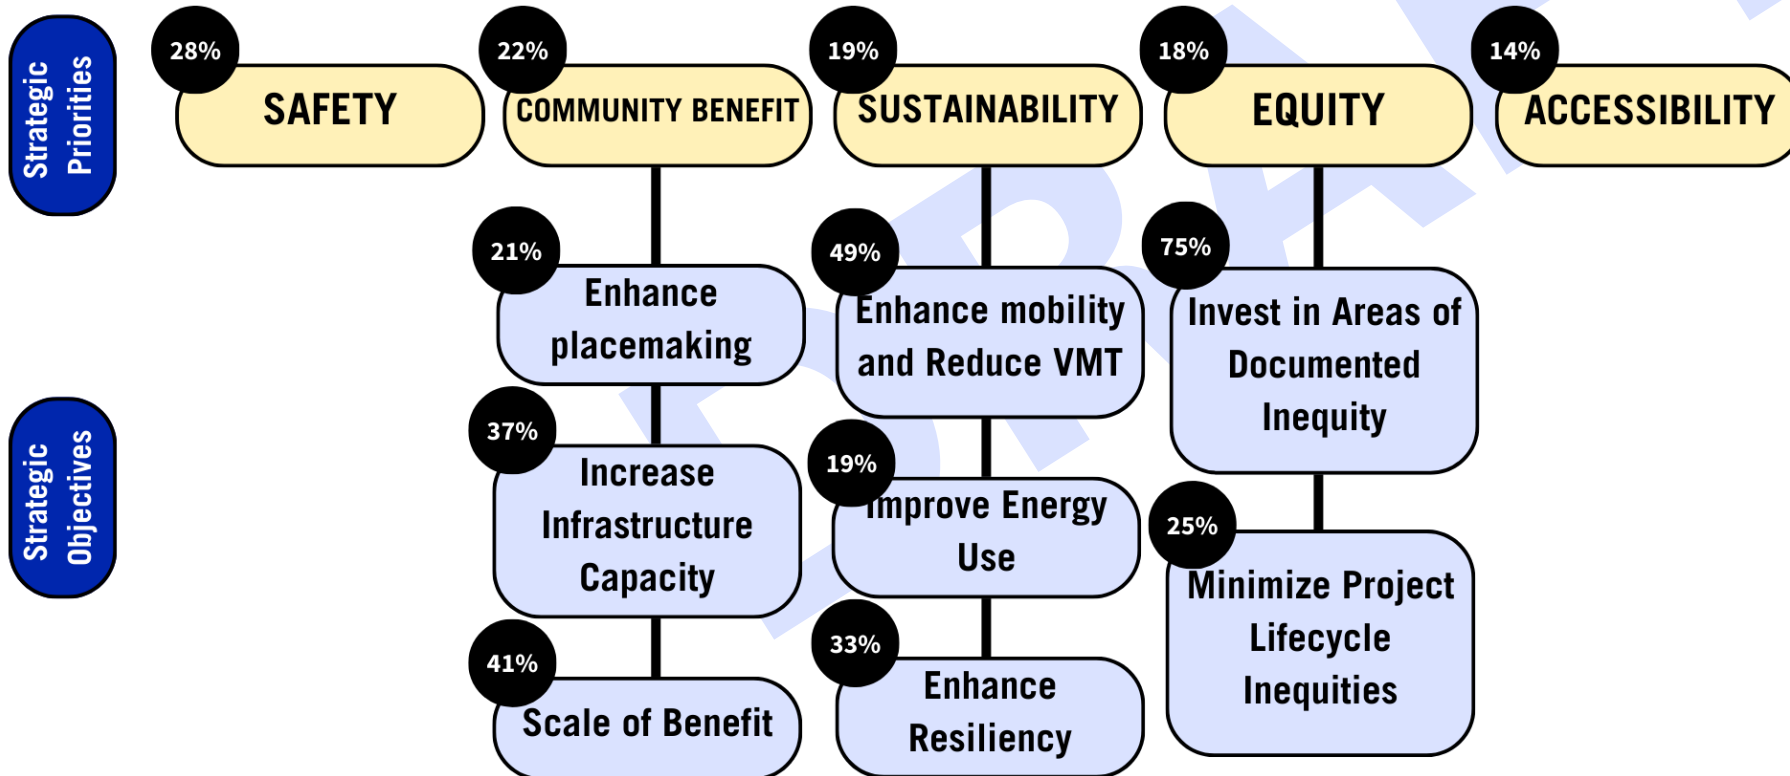 Strategic
Priorities
28%
SAFETY
22%
COMMUNITY BENEFIT
19%
SUSTAINABILITY
18%
EQUITY
14%
ACCESSIBILITY
Strategic
Objectives
21%
Enhance
placemaking
37%
Increase
Infrastructure
Capacity
41%
Scale of Benefit
49%
Enhance mobility
and Reduce VMT
19%
Improve Energy
Use
33%
Enhance
Resiliency
75%
Invest in Areas of
Documented
Inequity
25%
Minimize Project
Lifecycle
Inequities